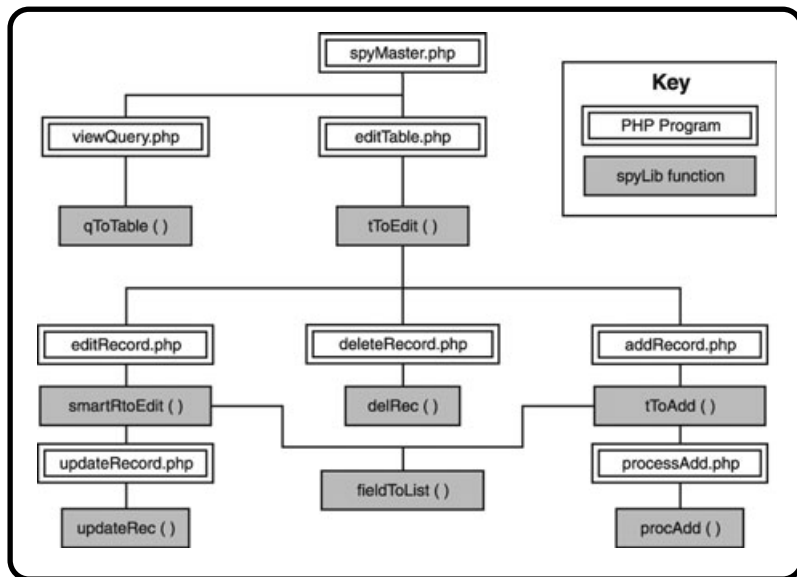 spyMaster.php
Key
viewQuery.php
editTable.php
PHP Program
spyLib function
qToTable ( )
tToEdit ( )
editRecord.php
deleteRecord.php
addRecord.php
smartRtoEdit ( )
delRec ( )
tToAdd ( )
updateRecord.php
processAdd.php
fieldToList ( )
updateRec ( )
procAdd ( )